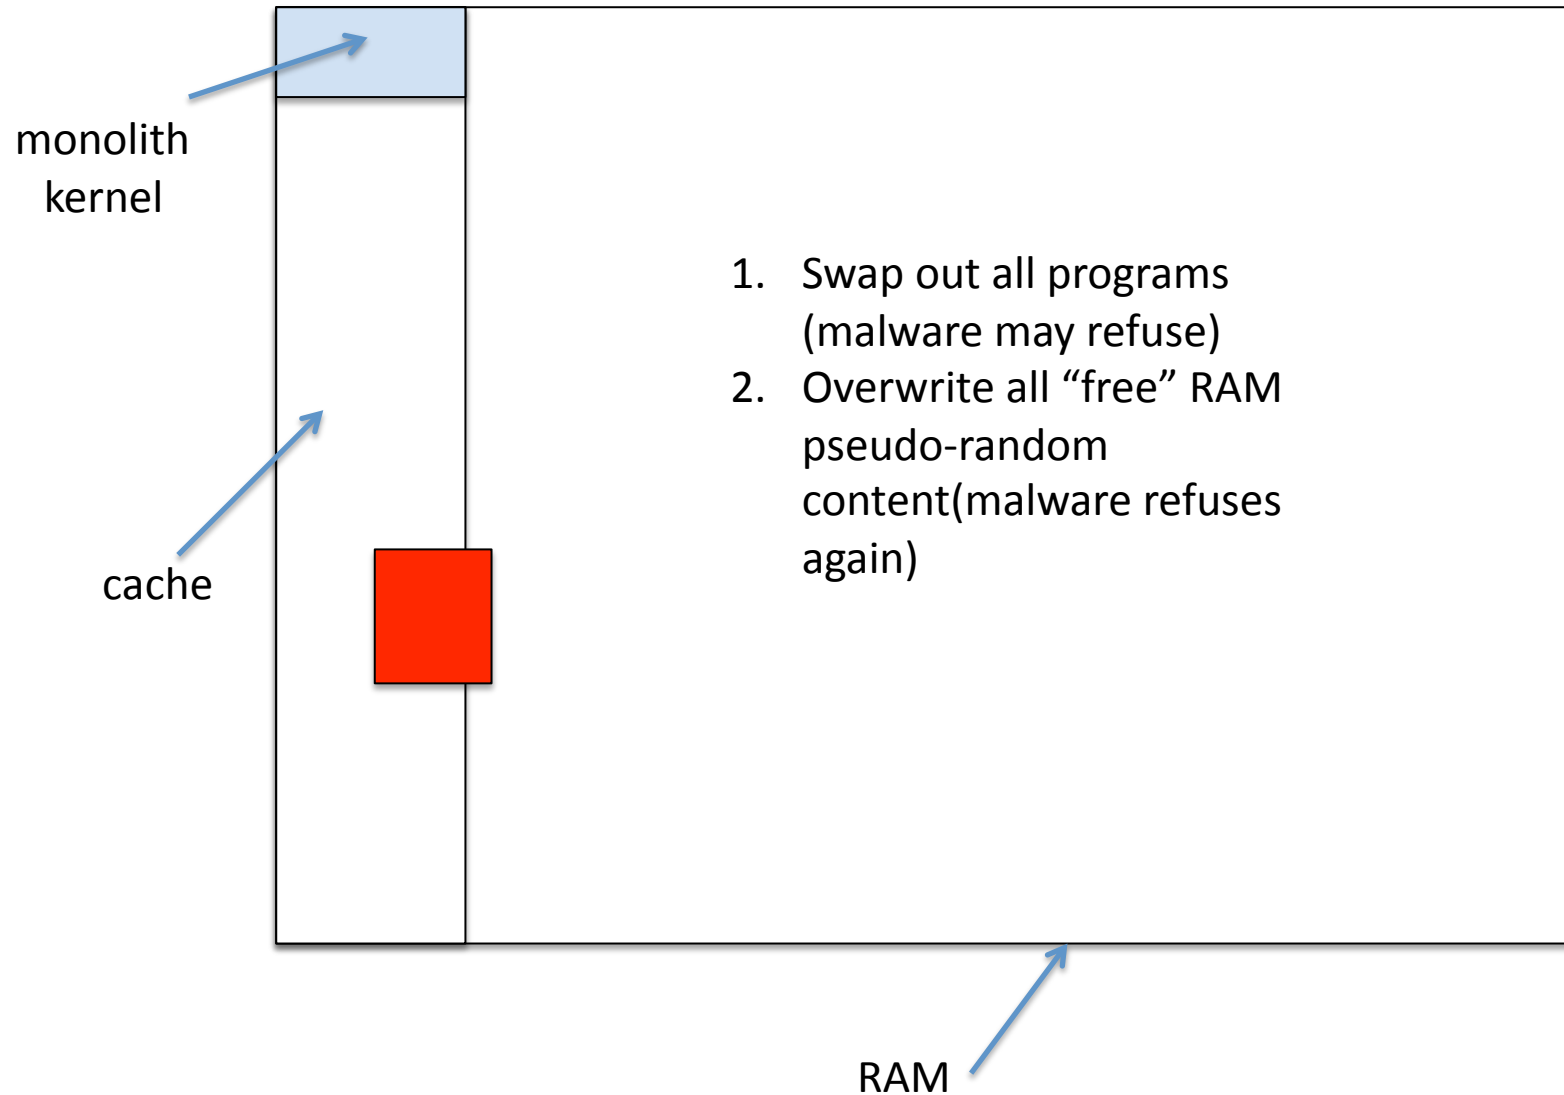 monolith
kernel
1. Swap out all programs
(malware may refuse)
2. Overwrite all “free” RAM
pseudo-random
content(malware refuses
again)
cache
RAM